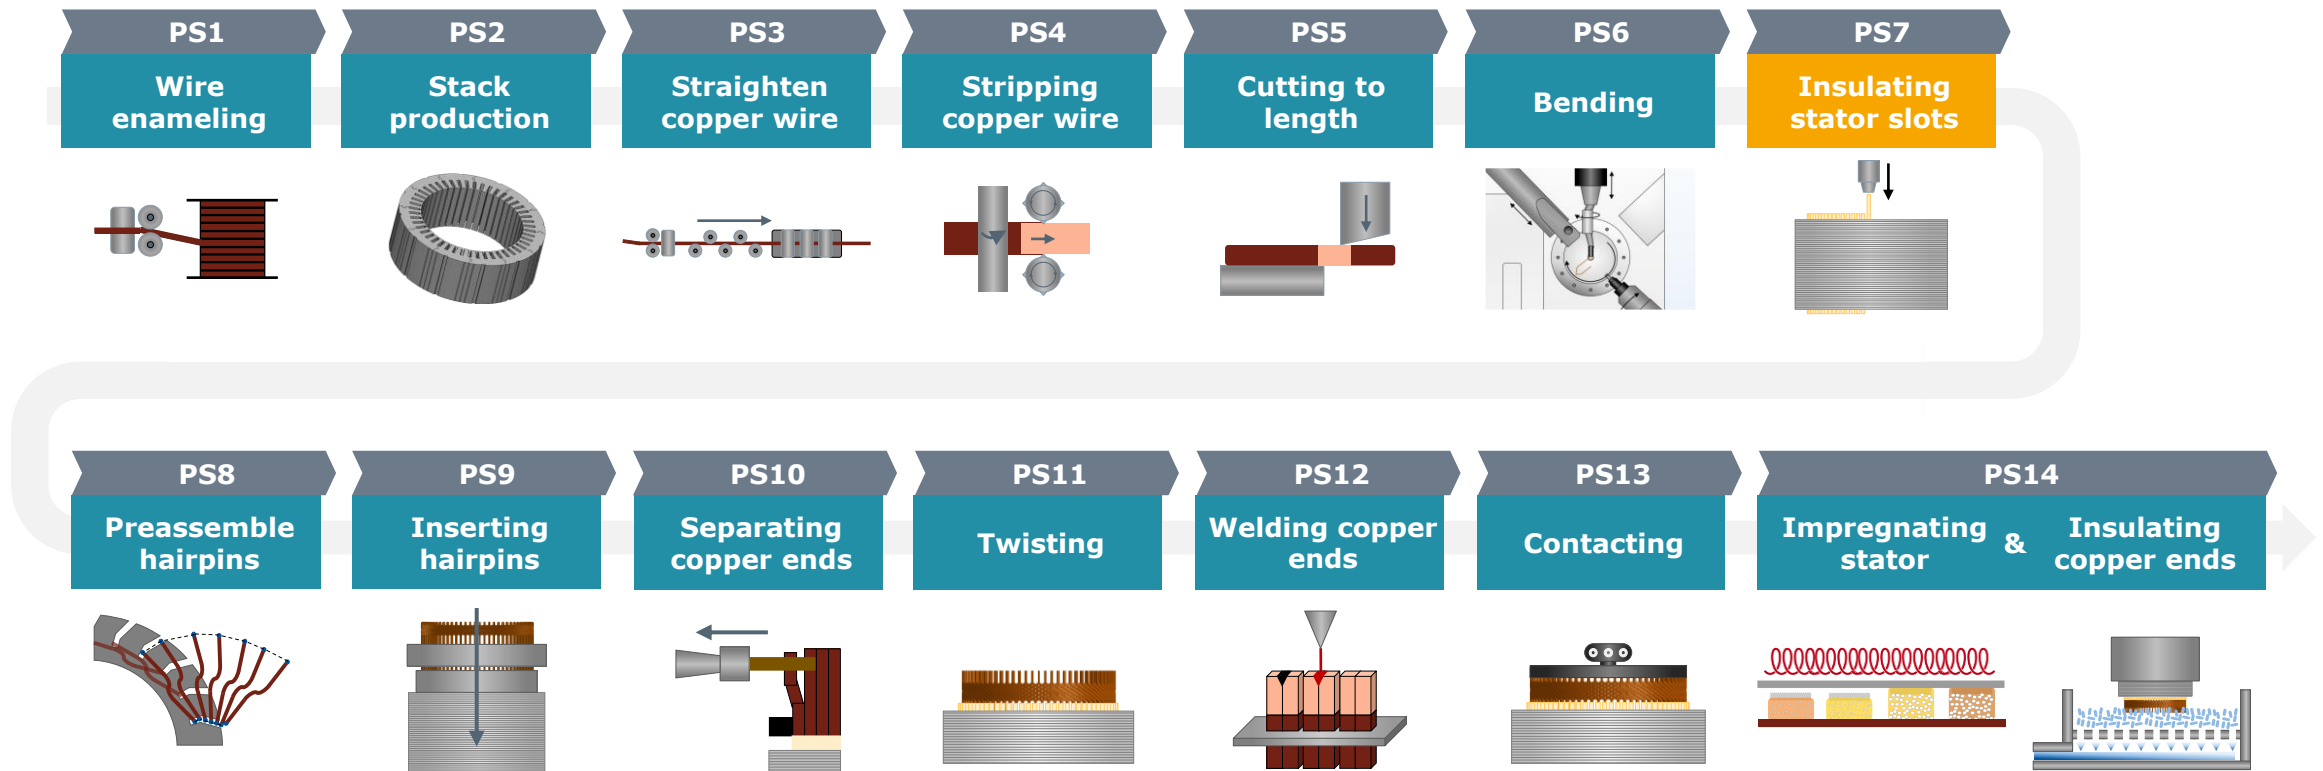 PS1
PS2
PS3
PS4
PS5
PS6
PS7
Wire
enameling
Stack
production
Straighten
copper wire
Stripping
copper wire
Cutting to
length
Bending
Insulating
stator slots
PS8
PS9
PS10
PS11
PS12
PS13
PS14
Preassemble
hairpins
Inserting
hairpins
Separating
copper ends
Twisting
Welding copper
ends
Contacting
Impregnating
stator
&
Insulating
copper ends